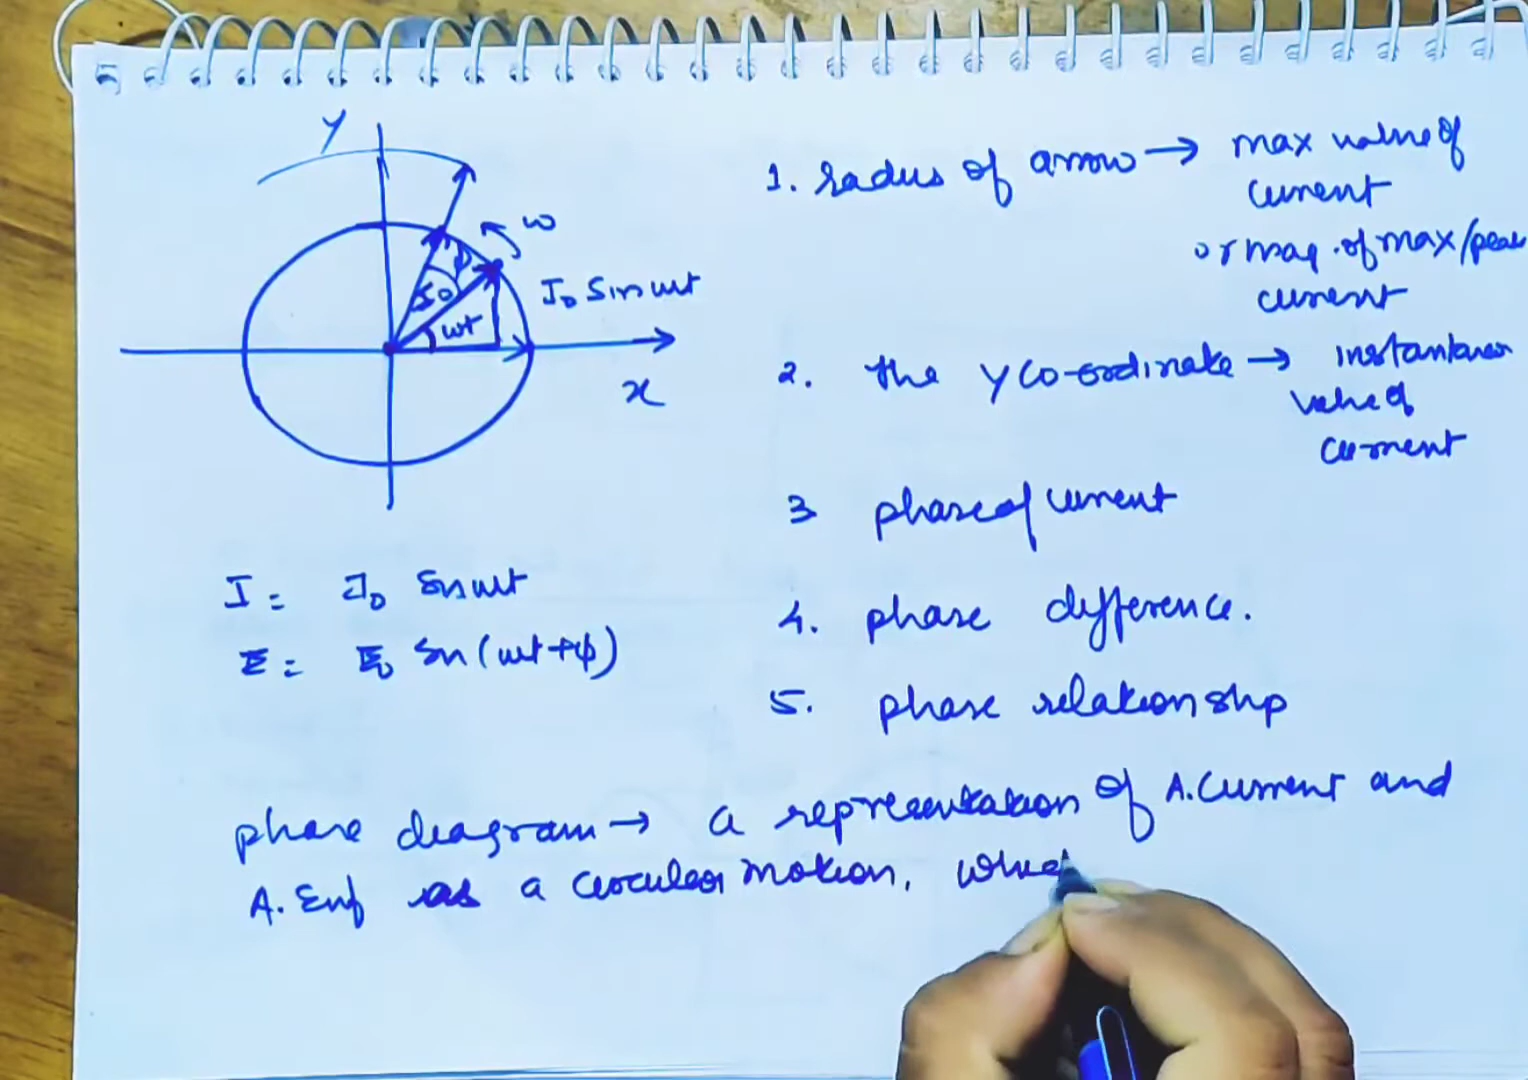 Y
ω
I₀ Sin ωt
φ
I₀
ωt
x
I = I₀ Sin ωt
E = E₀ Sin (ωt+φ)
1. radius of arrow → max value of
current
or mag. of max/peak
current
2. the y co-ordinate → instantaneous
value of
current
3 phase of current
4. phase difference.
5. phase relationship
phase diagram → a representation of A.Current and
A. Emf as a circular motion, whic